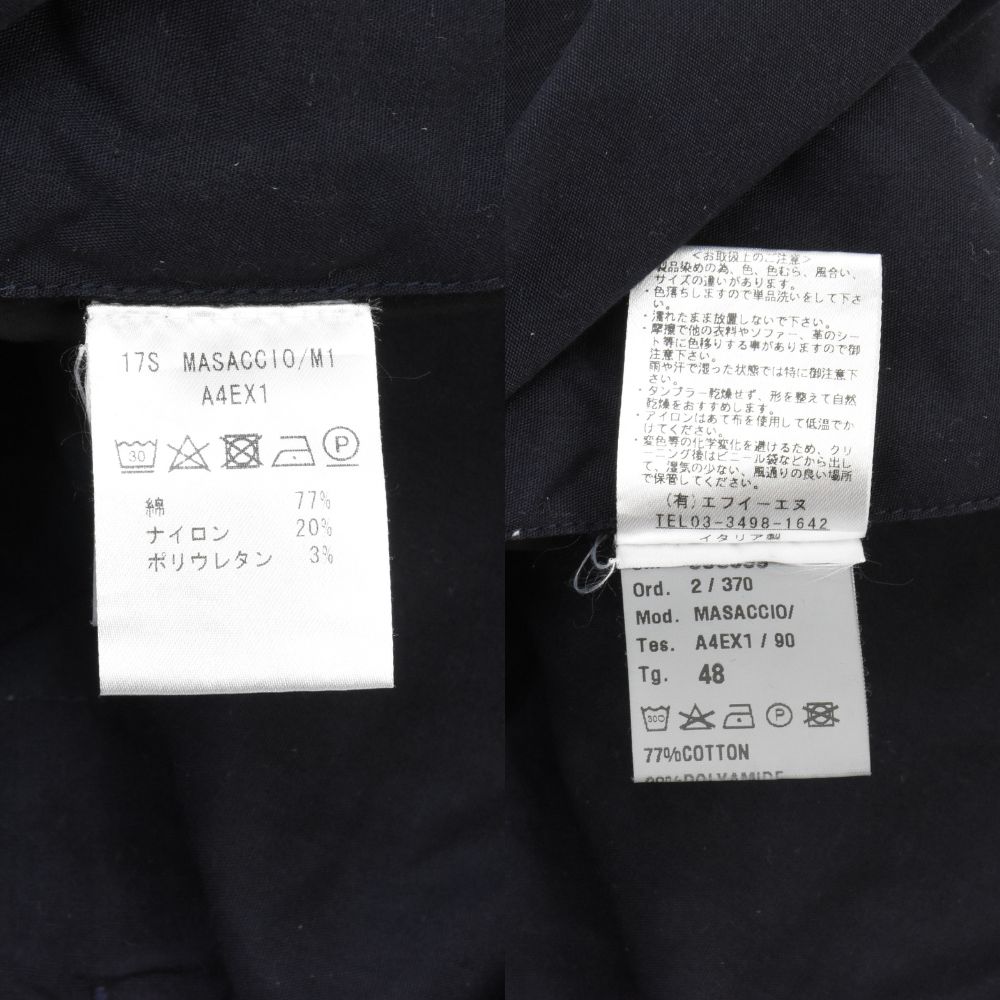 17S MASACCIO/M1
A4EX1
30
P
綿 77%
ナイロン 20%
ポリウレタン 3%
<お取扱上のご注意>
製品染めの為、色、色むら、風合い、
サイズの違いがあります。
・色落ちしますので単品洗いをして下さ
い。
・濡れたまま放置しないで下さい。
・摩擦で他の衣料やソファー、革のシー
ト等に色移りする事がありますので御
注意下さい。
雨や汗で湿った状態では特に御注意下
さい。
・タンブラー乾燥せず、形を整えて自然
乾燥をおすすめします。
・アイロンはあて布を使用して低温でか
けてください。
・変色等の化学変化を避けるため、クリ
ーニング後はビニール袋などから出し
て、湿気の少ない、風通りの良い場所
で保管してください。
(有)エフイーエヌ
TEL03-3498-1642
イタリア製
Ord. 2 / 370
Mod. MASACCIO/
Tes. A4EX1 / 90
Tg. 48
30
P
77%COTTON
20%POLYAMIDE